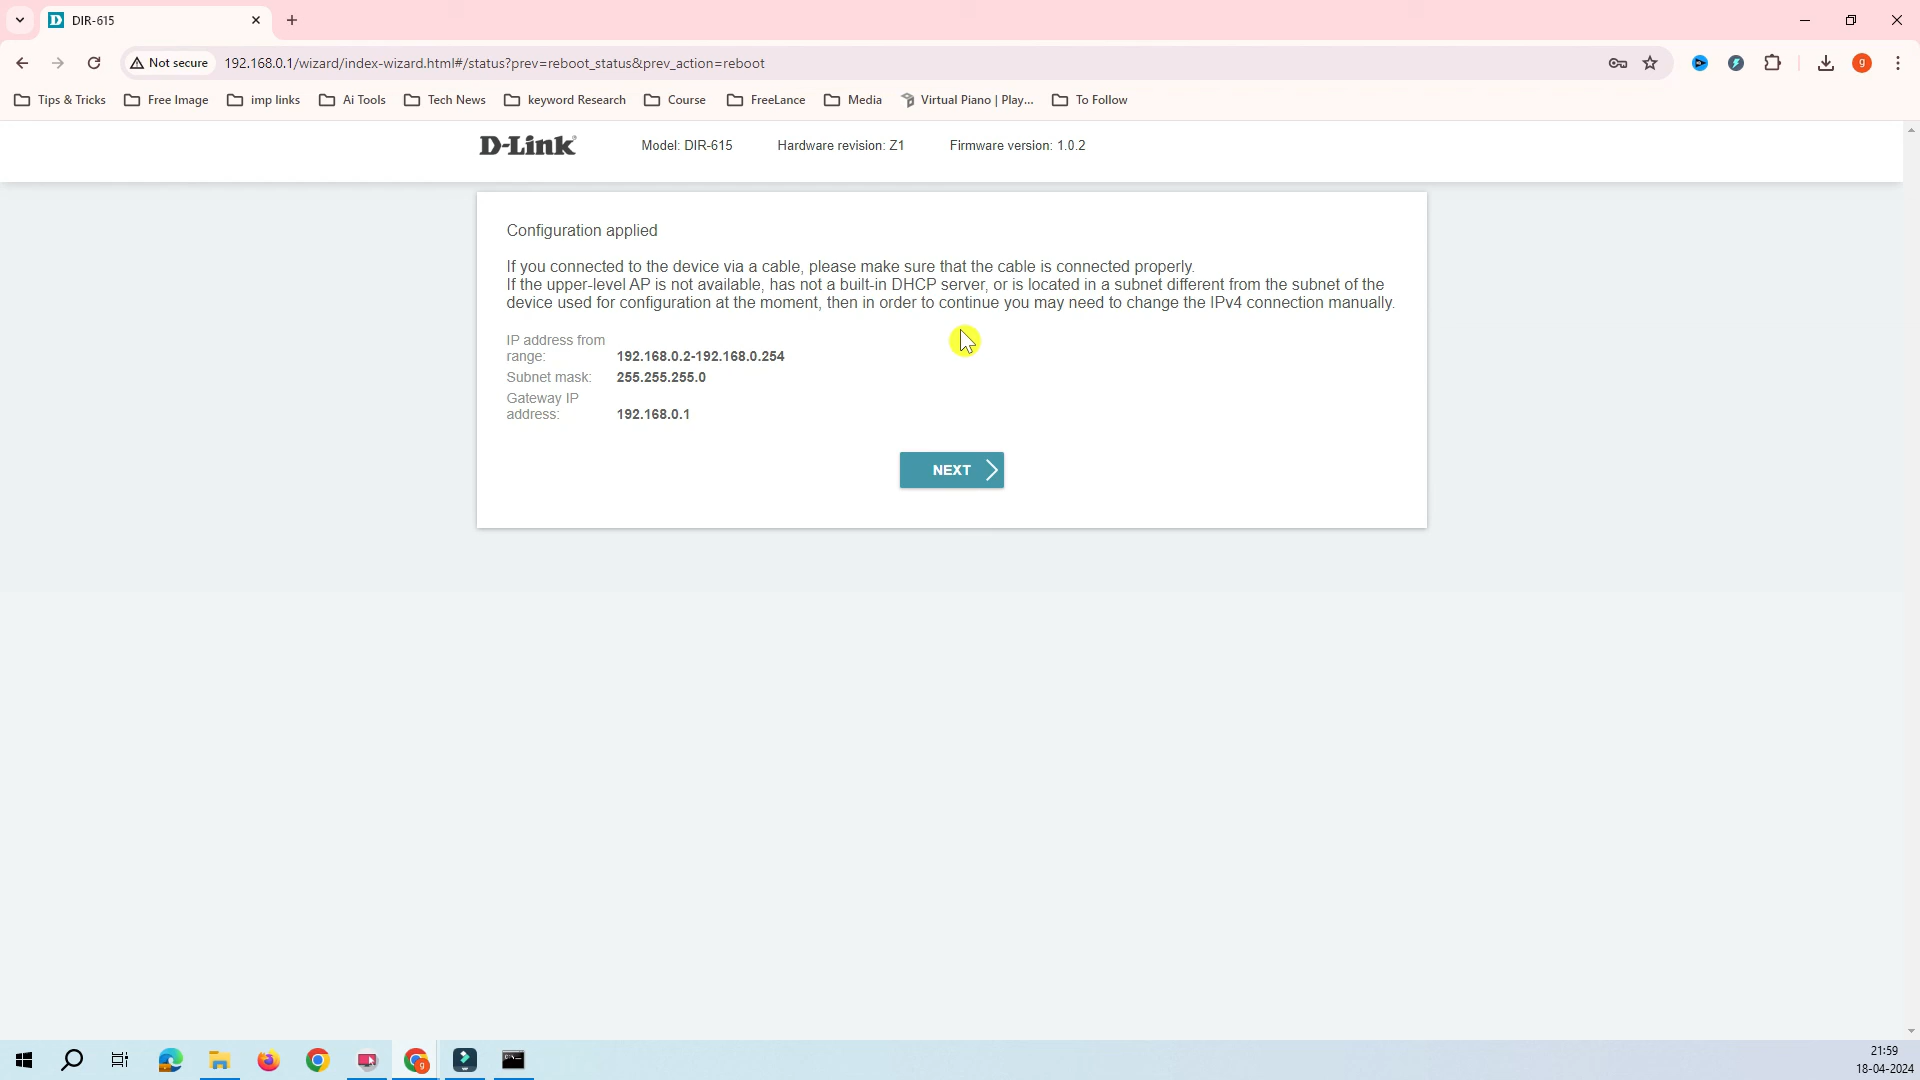 DIR-615
Not secure
192.168.0.1/wizard/index-wizard.html#/status?prev=reboot_status&prev_action=reboot
g
Tips & Tricks
Free Image
imp links
Ai Tools
Tech News
keyword Research
Course
FreeLance
Media
Virtual Piano | Play...
To Follow
D-Link
Model: DIR-615
Hardware revision: Z1
Firmware version: 1.0.2
Configuration applied
If you connected to the device via a cable, please make sure that the cable is connected properly.
If the upper-level AP is not available, has not a built-in DHCP server, or is located in a subnet different from the subnet of the
device used for configuration at the moment, then in order to continue you may need to change the IPv4 connection manually.
IP address from
range: 192.168.0.2-192.168.0.254
Subnet mask: 255.255.255.0
Gateway IP
address: 192.168.0.1
NEXT
21:59
18-04-2024